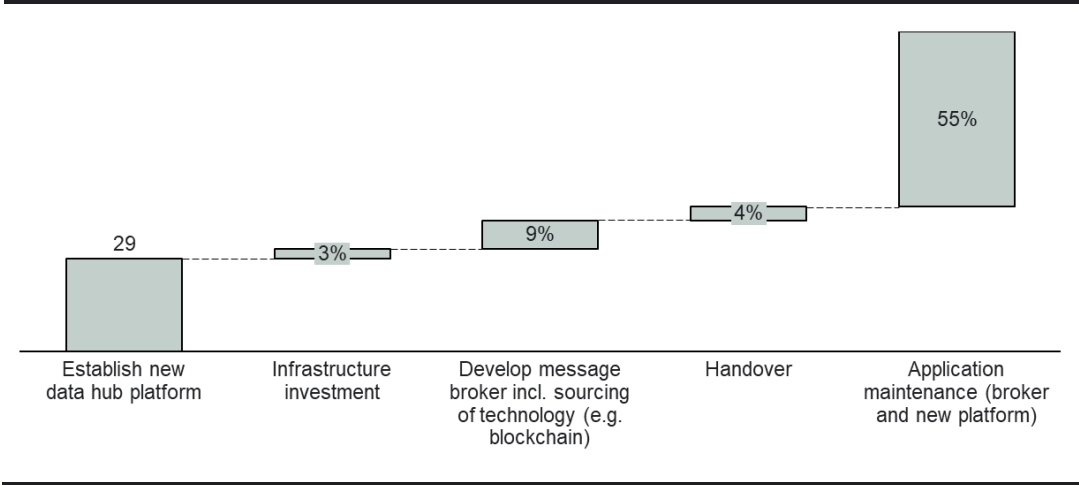 55%
4%
9%
29
3%
Establish new
data hub platform
Infrastructure
investment
Develop message
broker incl. sourcing
of technology (e.g.
blockchain)
Handover
Application
maintenance (broker
and new platform)